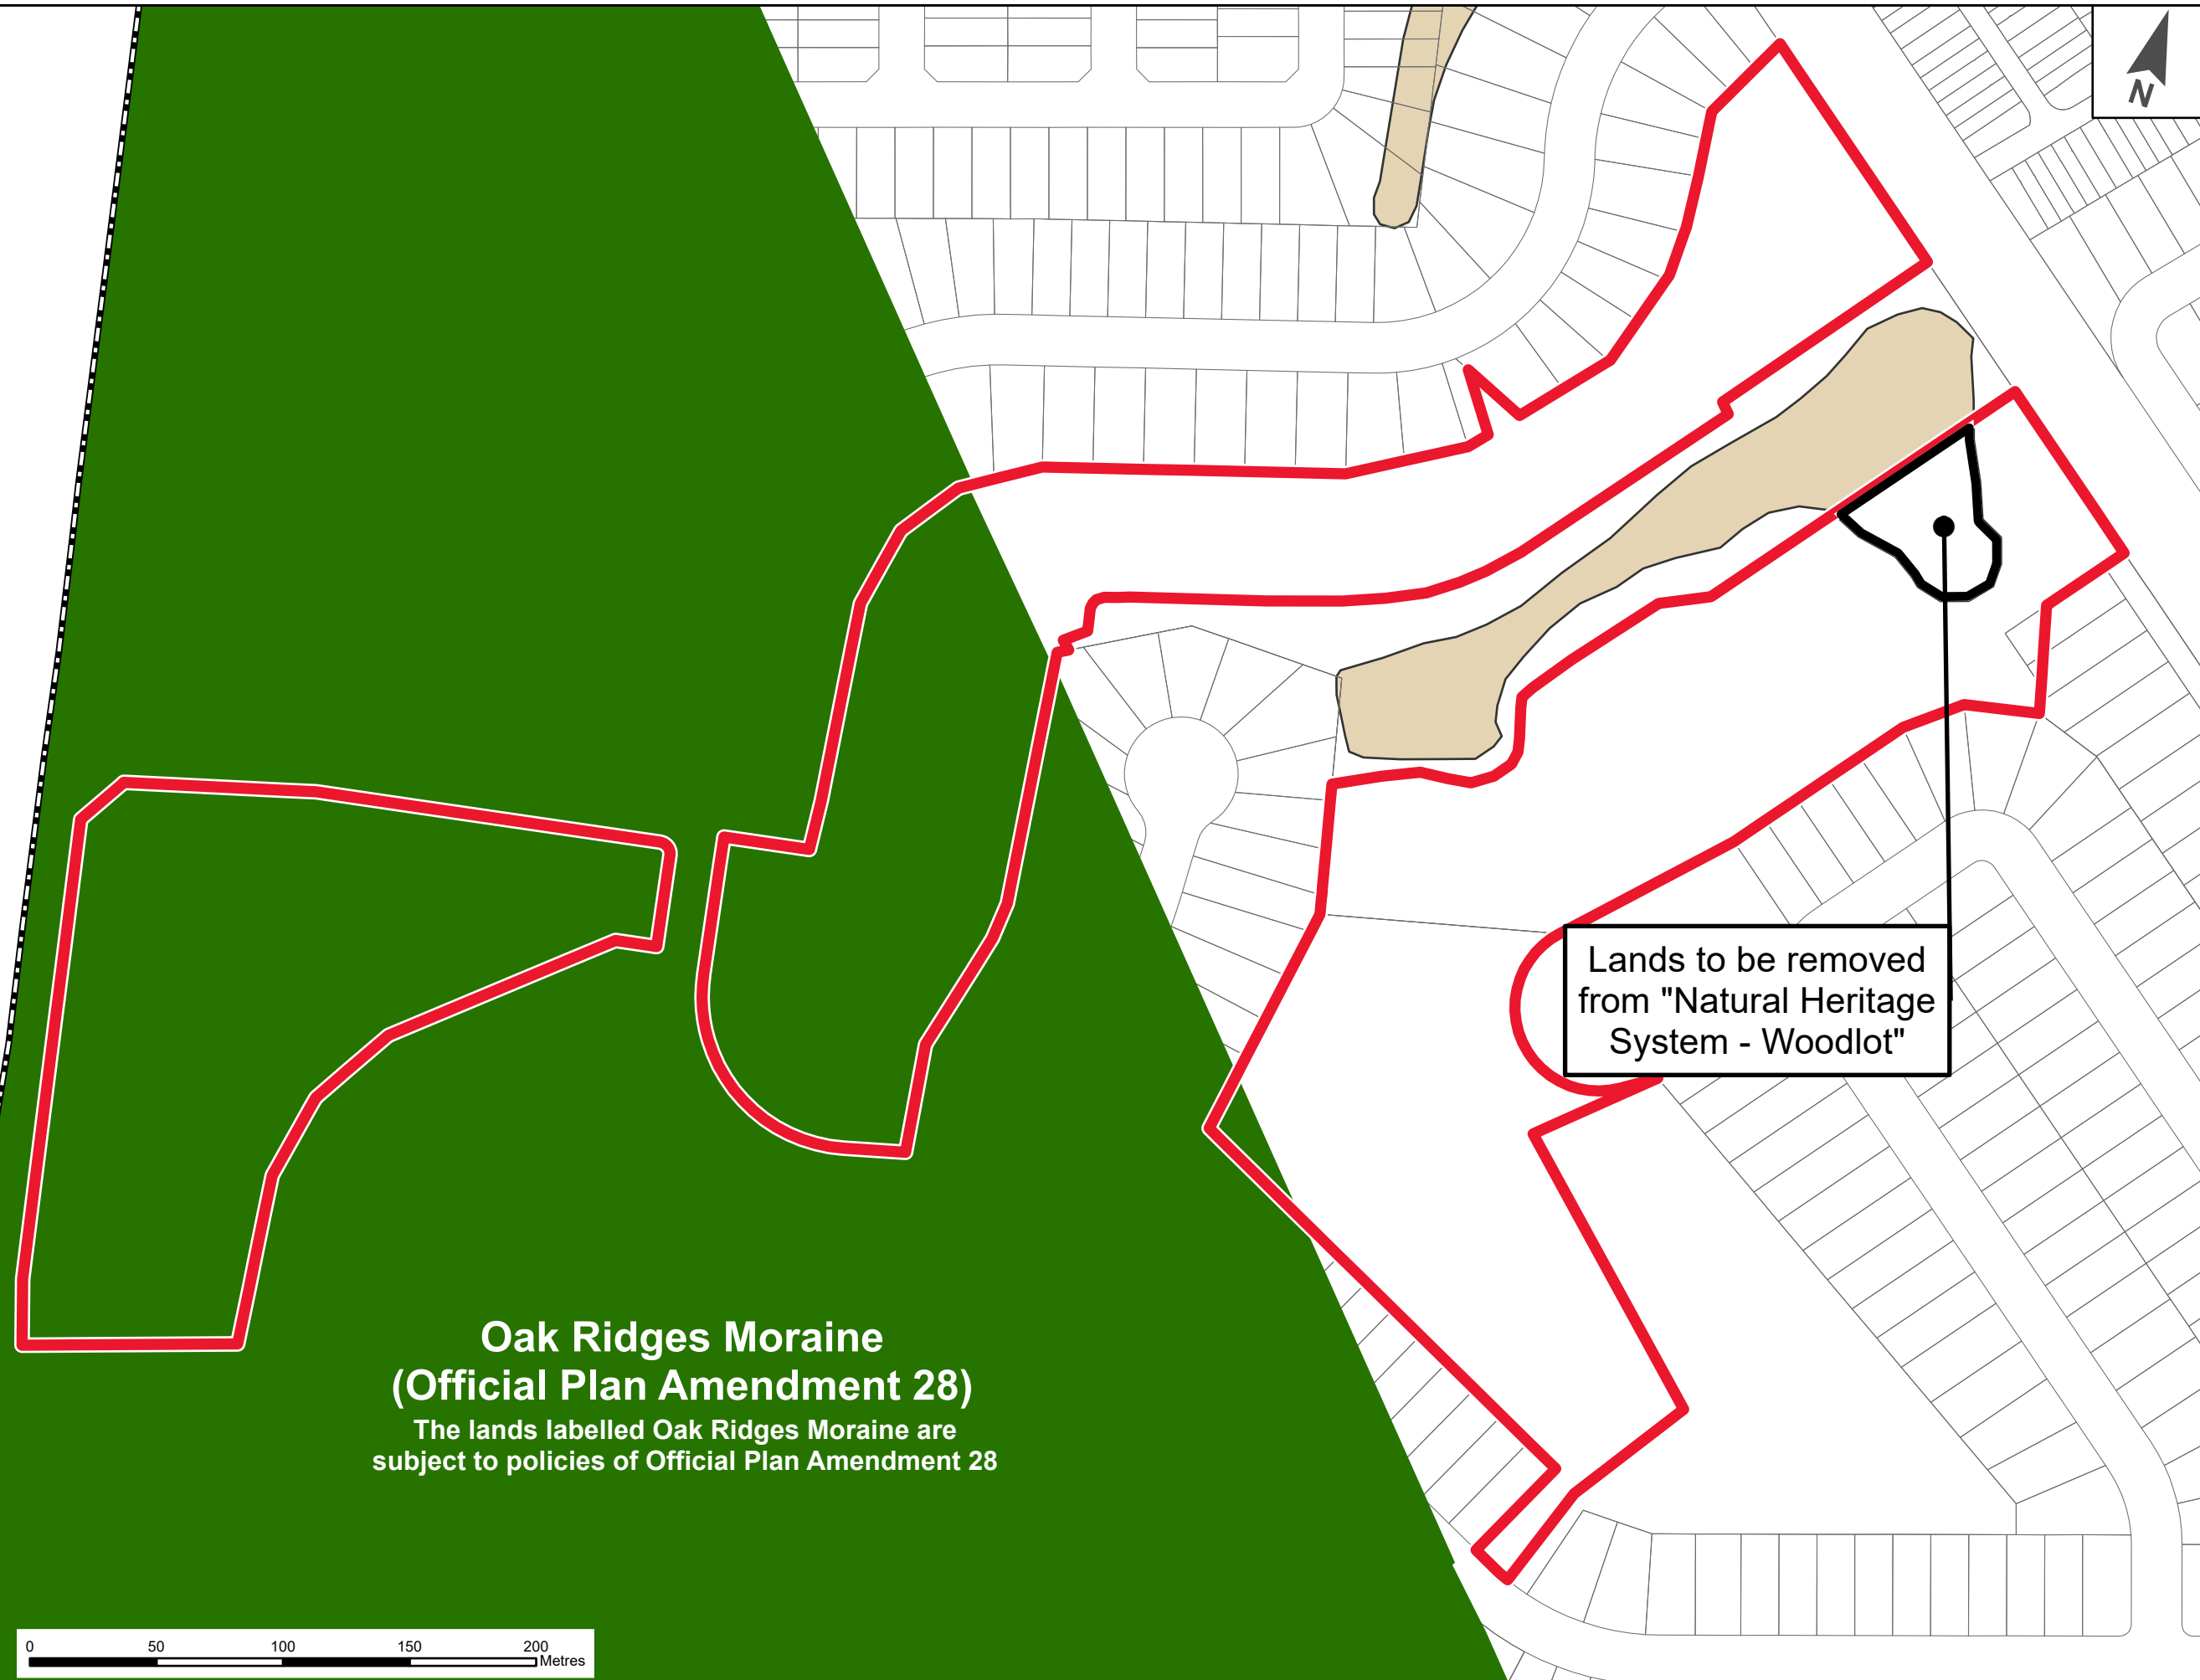 N
Lands to be removed
from "Natural Heritage
System - Woodlot"
Oak Ridges Moraine
(Official Plan Amendment 28)
The lands labelled Oak Ridges Moraine are
subject to policies of Official Plan Amendment 28
0 50 100 150 200
Metres